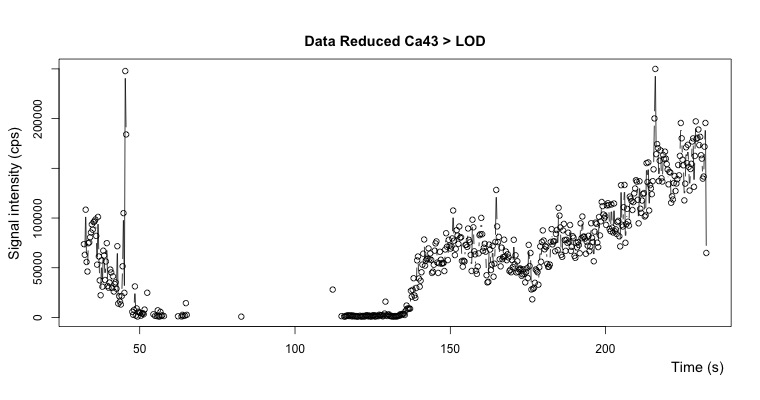 Data Reduced Ca43 > LOD
Signal intensity (cps)
200000
100000
50000
0
50
100
150
200
Time (s)